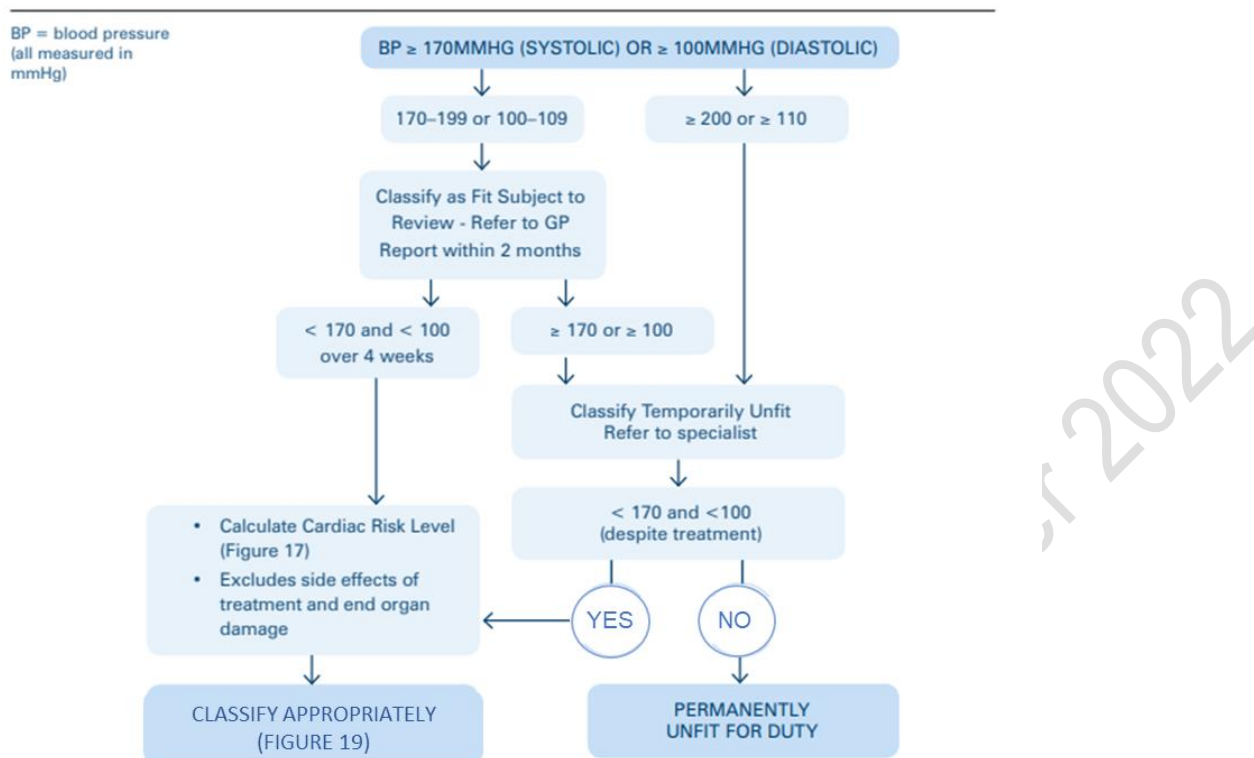 BP = blood pressure
(all measured in
mmHg)
BP ≥ 170MMHG (SYSTOLIC) OR ≥ 100MMHG (DIASTOLIC)
170–199 or 100–109
≥ 200 or ≥ 110
Classify as Fit Subject to
Review - Refer to GP
Report within 2 months
< 170 and < 100
over 4 weeks
≥ 170 or ≥ 100
Classify Temporarily Unfit
Refer to specialist
< 170 and <100
(despite treatment)
• Calculate Cardiac Risk Level
(Figure 17)
• Excludes side effects of
treatment and end organ
damage
YES
NO
CLASSIFY APPROPRIATELY
(FIGURE 19)
PERMANENTLY
UNFIT FOR DUTY
2022